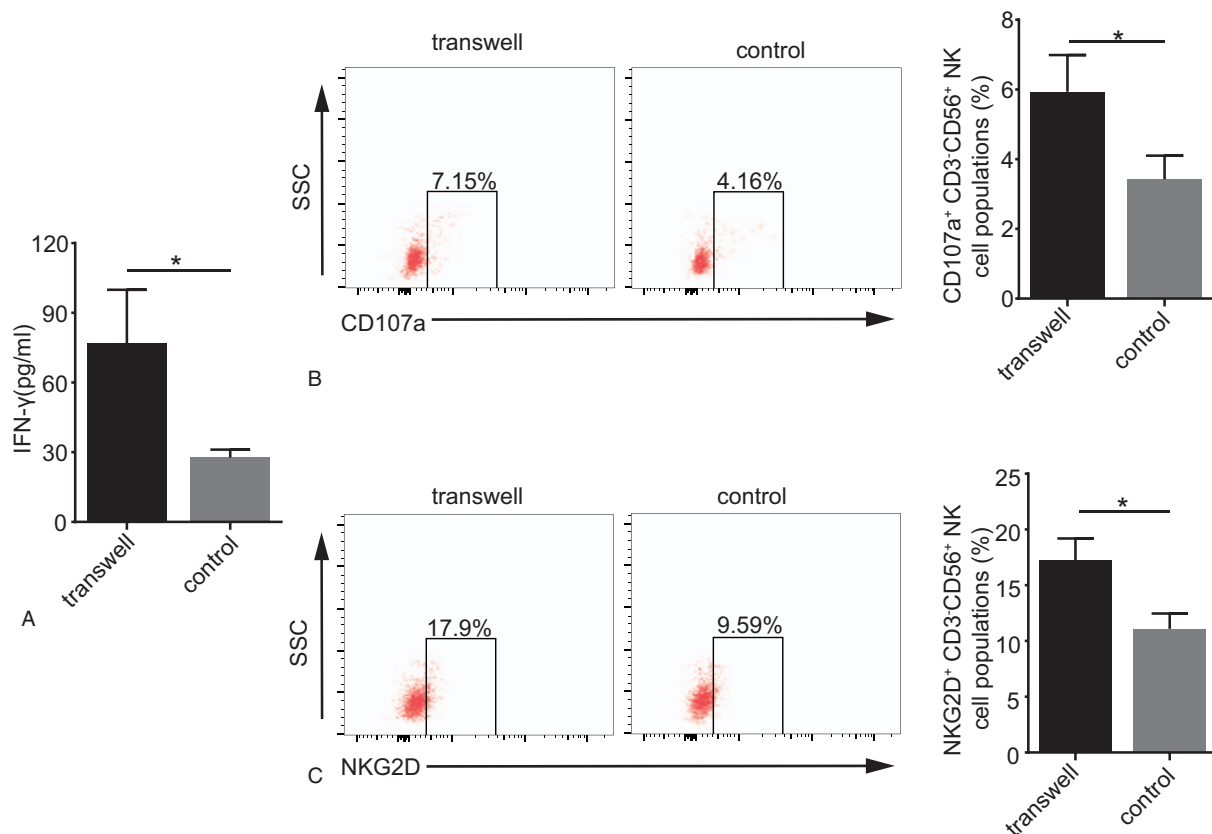 120
90
60
30
0
IFN-γ(pg/ml)
*
transwell
control
A
transwell
control
SSC
7.15%
4.16%
CD107a
B
8
6
4
2
0
CD107a⁺ CD3⁻CD56⁺ NK
cell populations (%)
*
transwell
control
transwell
control
SSC
17.9%
9.59%
NKG2D
C
25
20
15
10
5
0
NKG2D⁺ CD3⁻CD56⁺ NK
cell populations (%)
*
transwell
control